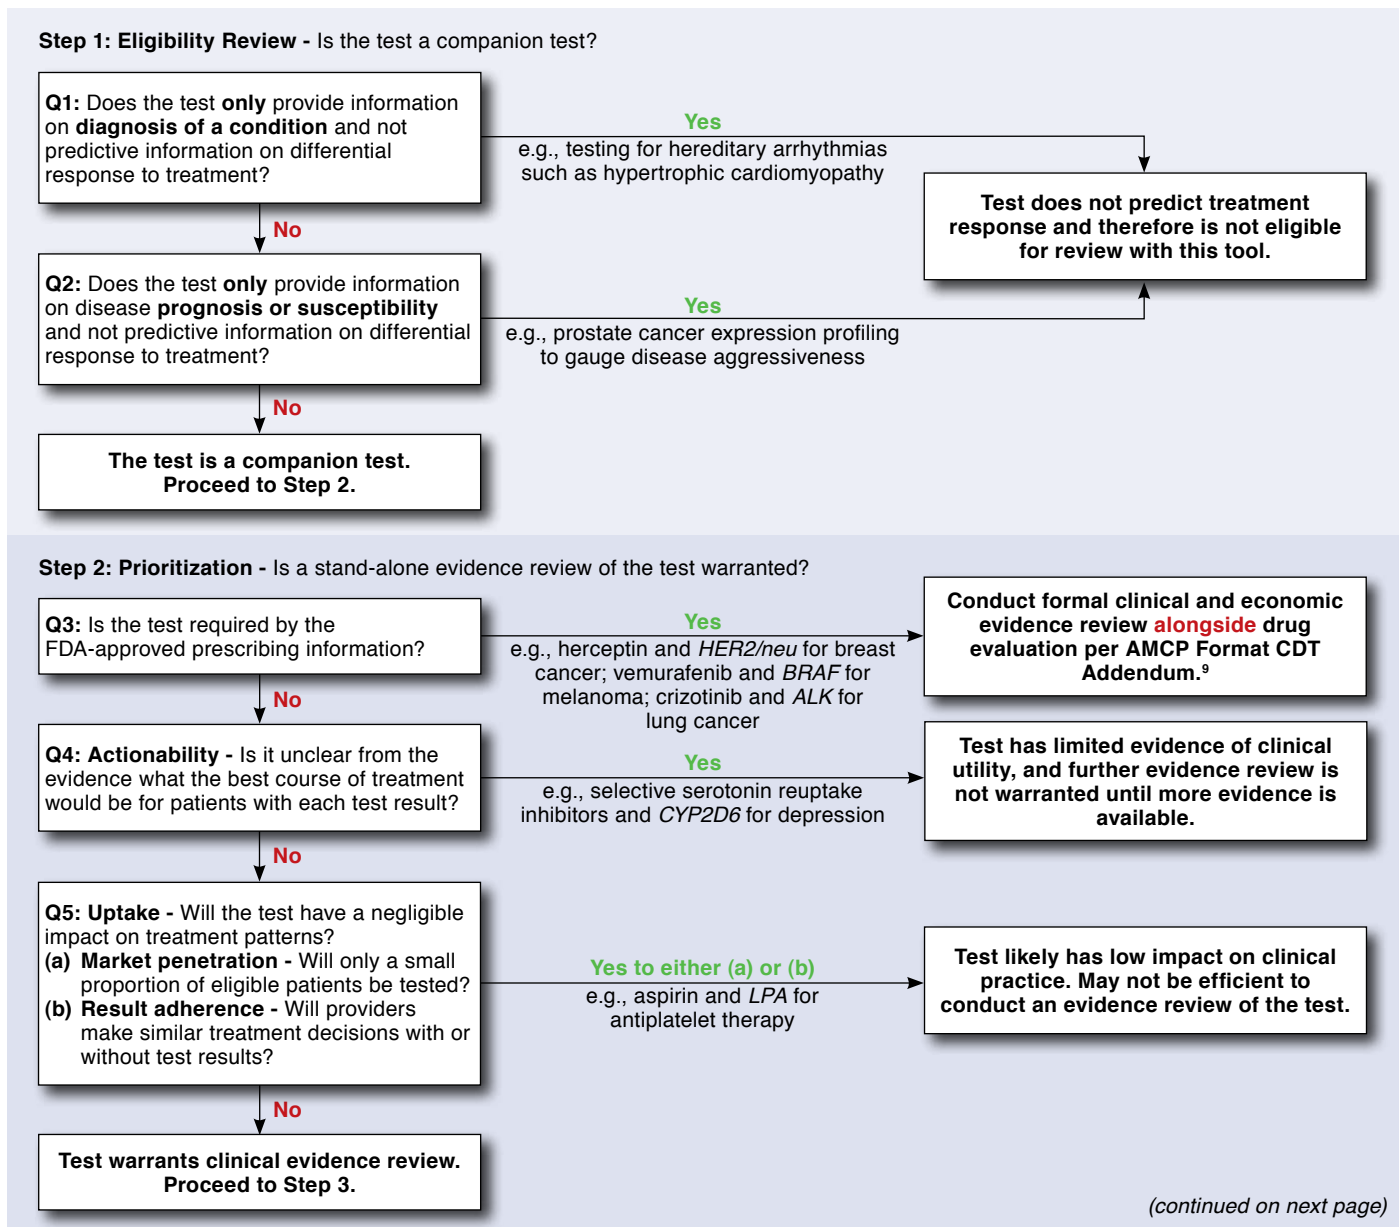 Step 1: Eligibility Review - Is the test a companion test?
Q1: Does the test only provide information
on diagnosis of a condition and not
predictive information on differential
response to treatment?
Yes
e.g., testing for hereditary arrhythmias
such as hypertrophic cardiomyopathy
Test does not predict treatment
response and therefore is not eligible
for review with this tool.
No
Q2: Does the test only provide information
on disease prognosis or susceptibility
and not predictive information on differential
response to treatment?
Yes
e.g., prostate cancer expression profiling
to gauge disease aggressiveness
No
The test is a companion test.
Proceed to Step 2.
Step 2: Prioritization - Is a stand-alone evidence review of the test warranted?
Q3: Is the test required by the
FDA-approved prescribing information?
Yes
e.g., herceptin and HER2/neu for breast
cancer; vemurafenib and BRAF for
melanoma; crizotinib and ALK for
lung cancer
Conduct formal clinical and economic
evidence review alongside drug
evaluation per AMCP Format CDT
Addendum.⁹
No
Q4: Actionability - Is it unclear from the
evidence what the best course of treatment
would be for patients with each test result?
Yes
e.g., selective serotonin reuptake
inhibitors and CYP2D6 for depression
Test has limited evidence of clinical
utility, and further evidence review is
not warranted until more evidence is
available.
No
Q5: Uptake - Will the test have a negligible
impact on treatment patterns?
(a) Market penetration - Will only a small
proportion of eligible patients be tested?
(b) Result adherence - Will providers
make similar treatment decisions with or
without test results?
Yes to either (a) or (b)
e.g., aspirin and LPA for
antiplatelet therapy
Test likely has low impact on clinical
practice. May not be efficient to
conduct an evidence review of the test.
No
Test warrants clinical evidence review.
Proceed to Step 3.
(continued on next page)